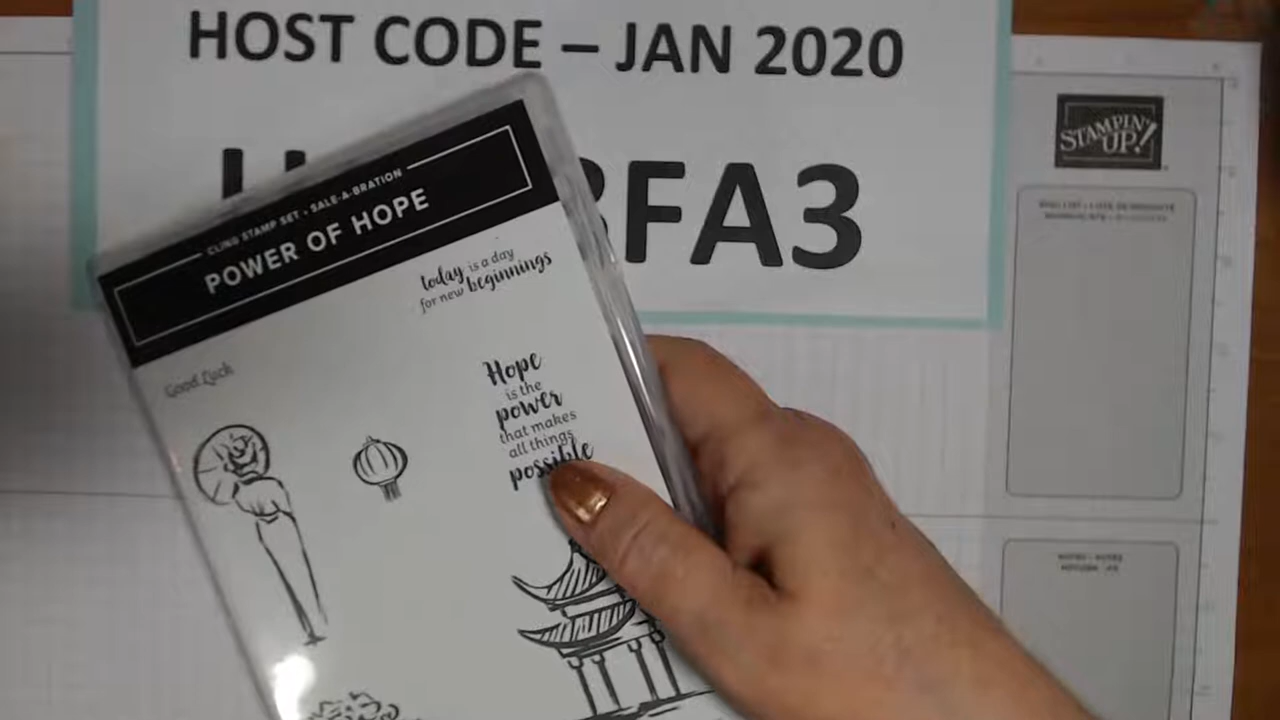 HOST CODE – JAN 2020
FA3
STAMPIN' UP!
CLING STAMP SET • SALE-A-BRATION
POWER OF HOPE
today is a day
for new beginnings
Good Luck
Hope
is the
power
that makes
all things
possible